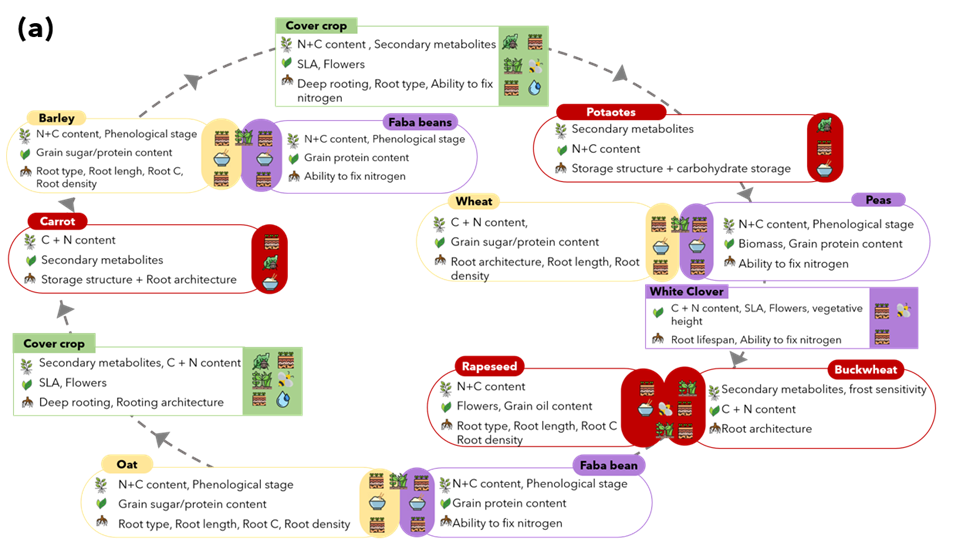 (a)
Cover crop
N+C content , Secondary metabolites
SLA, Flowers
Deep rooting, Root type, Ability to fix
nitrogen
Potaotes
Secondary metabolites
N+C content
Storage structure + carbohydrate storage
Barley
N+C content, Phenological stage
Grain sugar/protein content
Root type, Root lengh, Root C,
Root density
Faba beans
N+C content, Phenological stage
Grain protein content
Ability to fix nitrogen
Wheat
C + N content,
Grain sugar/protein content
Root architecture, Root length, Root
density
Peas
N+C content, Phenological stage
Biomass, Grain protein content
Ability to fix nitrogen
Carrot
C + N content
Secondary metabolites
Storage structure + Root architecture
White Clover
C + N content, SLA, Flowers, vegetative
height
Root lifespan, Ability to fix nitrogen
Cover crop
Secondary metabolites, C + N content
SLA, Flowers
Deep rooting, Rooting architecture
Rapeseed
N+C content
Flowers, Grain oil content
Root type, Root length, Root C
Root density
Buckwheat
Secondary metabolites, frost sensitivity
C + N content
Root architecture
Oat
N+C content, Phenological stage
Grain sugar/protein content
Root type, Root length, Root C, Root density
Faba bean
N+C content, Phenological stage
Grain protein content
Ability to fix nitrogen